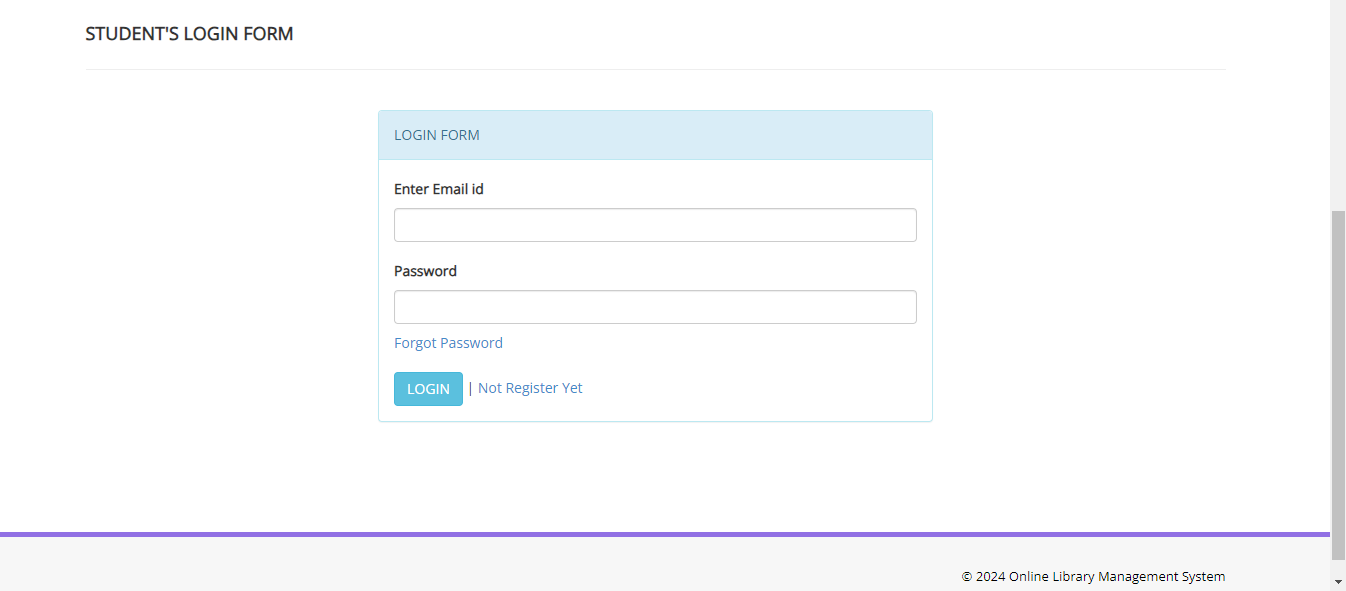 STUDENT'S LOGIN FORM
LOGIN FORM
Enter Email id
Password
Forgot Password
LOGIN | Not Register Yet
© 2024 Online Library Management System